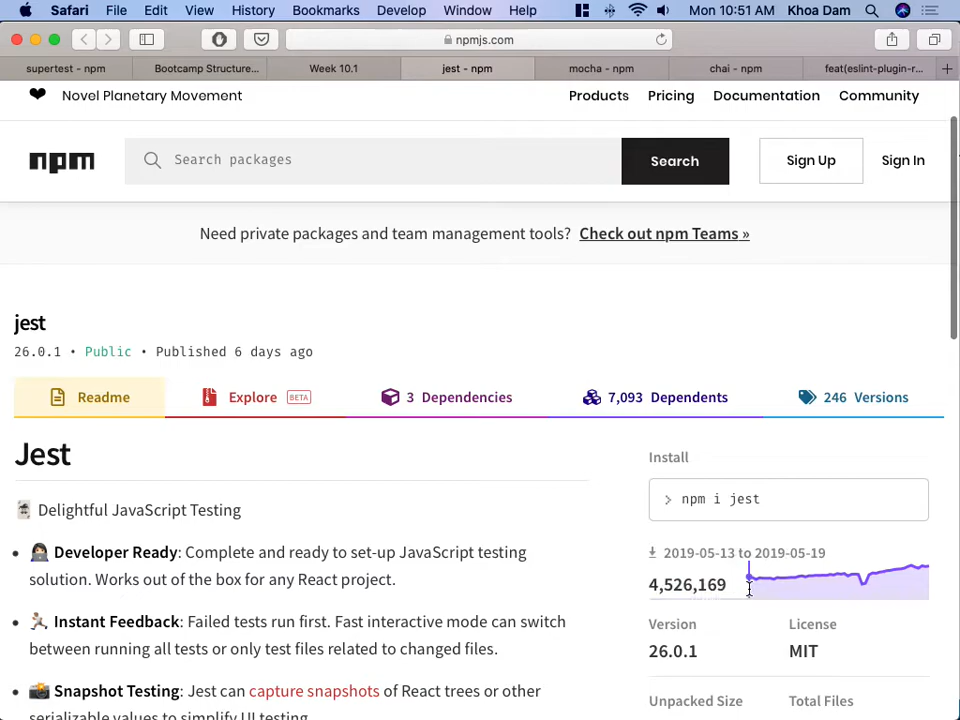 Safari File Edit View History Bookmarks Develop Window Help Mon 10:51 AM Khoa Dam
npmjs.com
supertest - npm Bootcamp Structure... Week 10.1 jest - npm mocha - npm chai - npm feat(eslint-plugin-r... +
❤ Novel Planetary Movement Products Pricing Documentation Community
npm Search packages Search Sign Up Sign In
Need private packages and team management tools? Check out npm Teams »
jest
26.0.1 • Public • Published 6 days ago
Readme Explore BETA 3 Dependencies 7,093 Dependents 246 Versions
Jest
Install
> npm i jest
🃏 Delightful JavaScript Testing
• 👩🏻‍💻 Developer Ready: Complete and ready to set-up JavaScript testing
solution. Works out of the box for any React project.
2019-05-13 to 2019-05-19
4,526,169
• 🏃🏽 Instant Feedback: Failed tests run first. Fast interactive mode can switch
between running all tests or only test files related to changed files.
Version License
26.0.1 MIT
• 📸 Snapshot Testing: Jest can capture snapshots of React trees or other
serializable values to simplify UI testing.
Unpacked Size Total Files